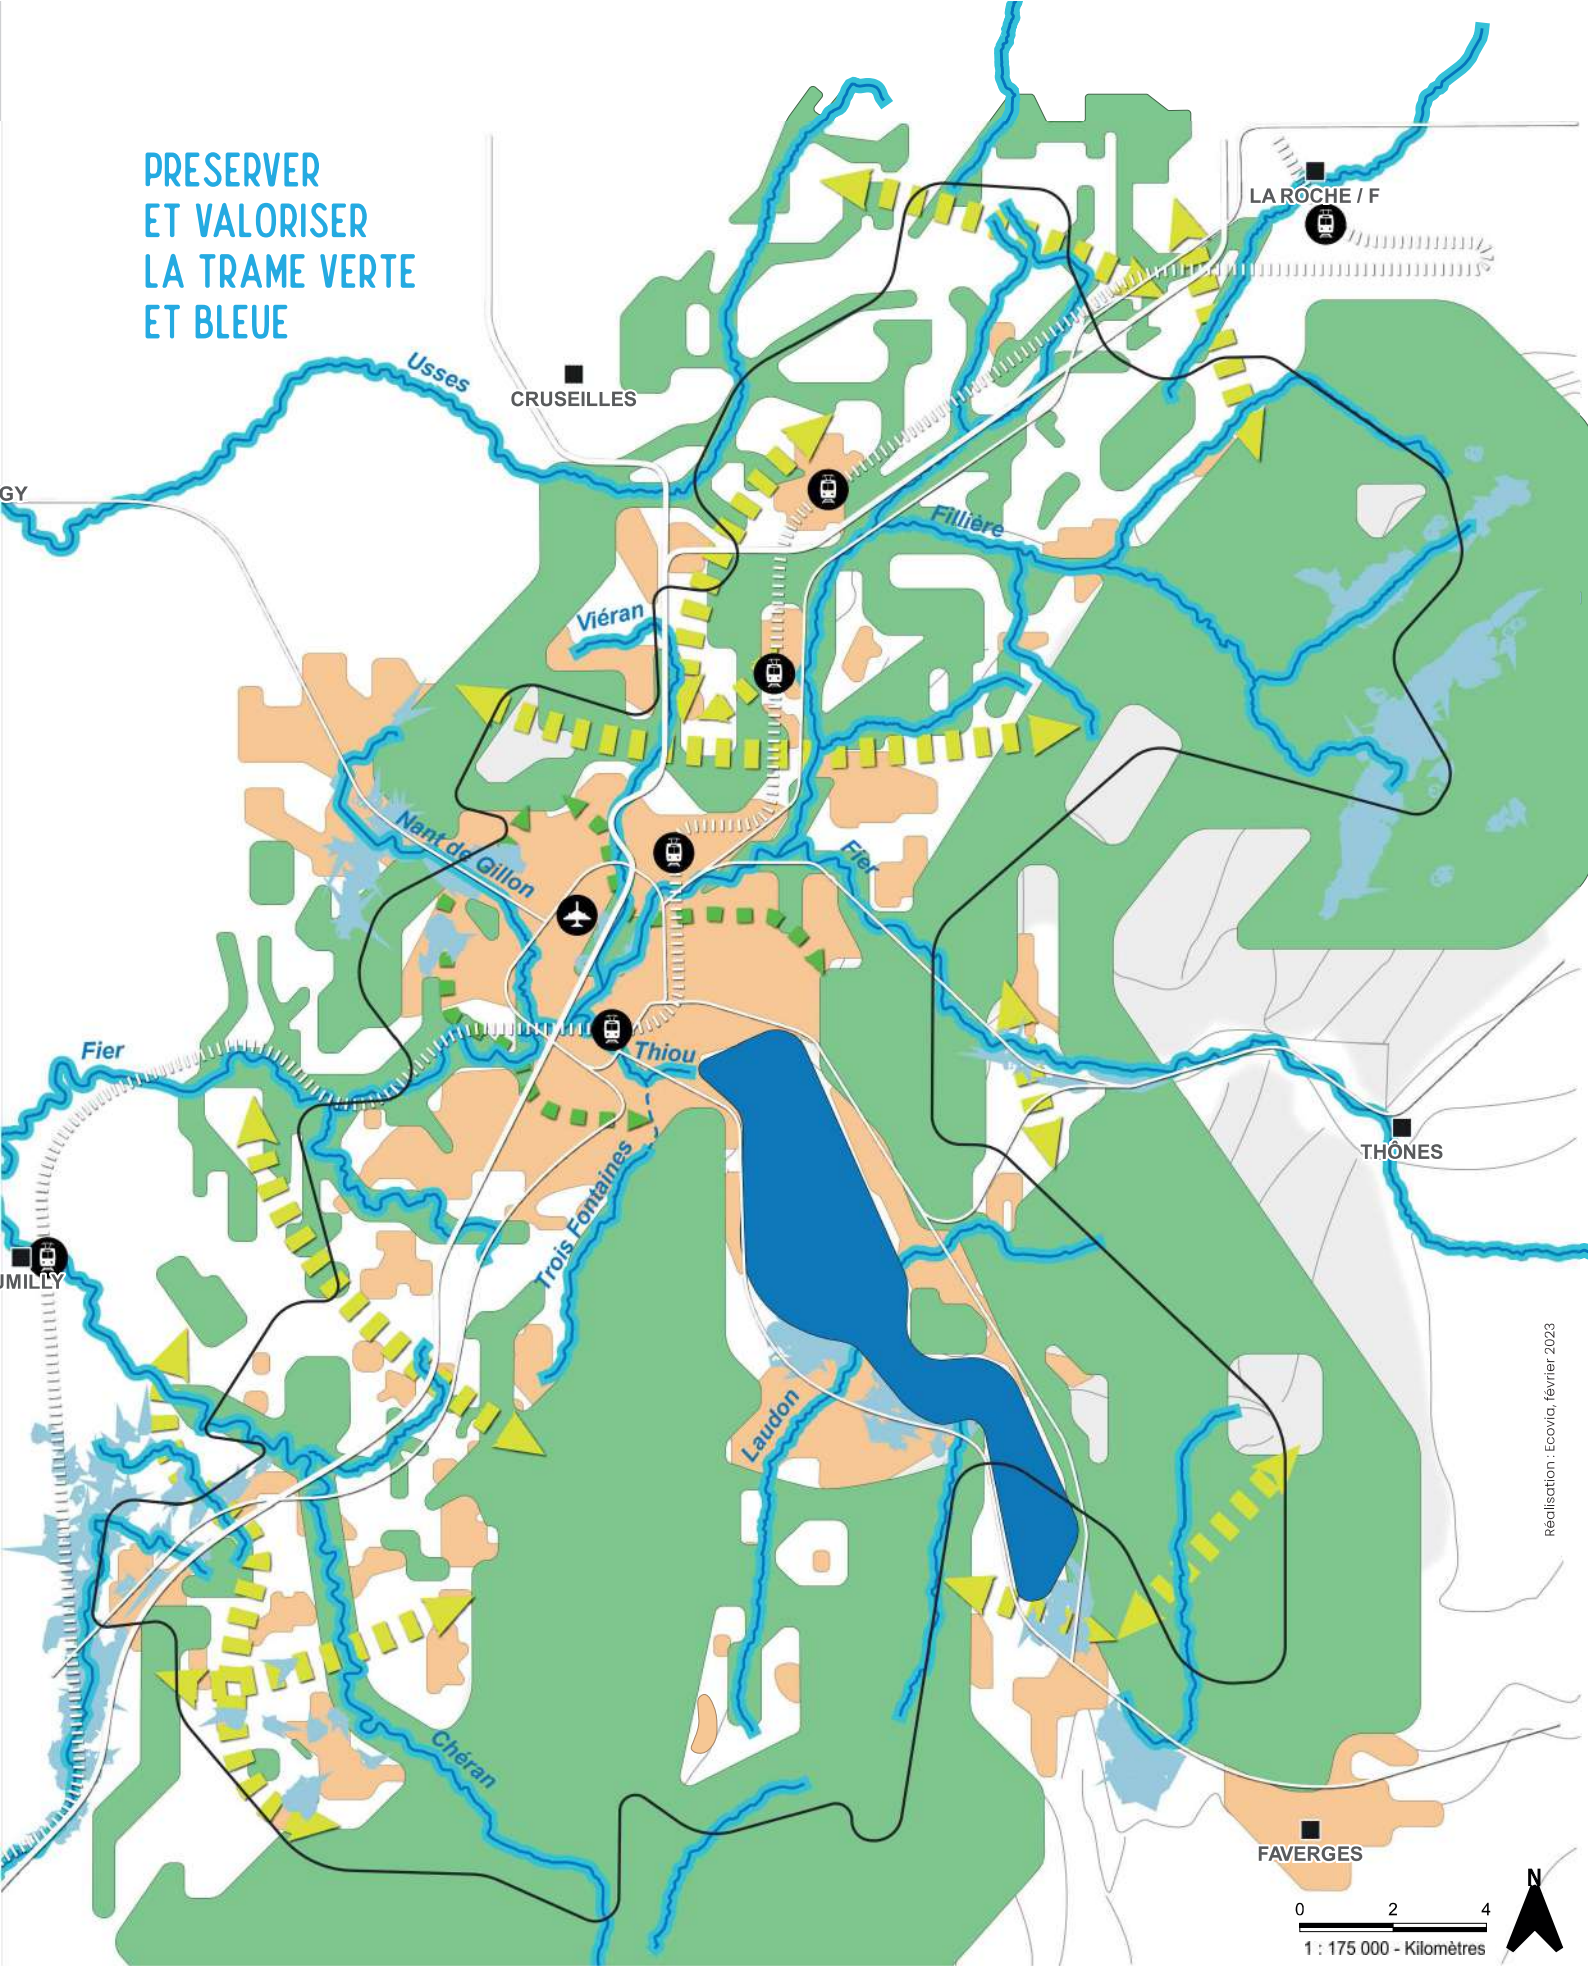 PRESERVER
ET VALORISER
LA TRAME VERTE
ET BLEUE
LA ROCHE / F
Usses
CRUSEILLES
GY
Fillière
Viéran
Nant de Gillon
Fier
Fier
Thiou
THÔNES
Trois Fontaines
UMILLY
Laudon
Réalisation : Ecovia, février 2023
Chéran
FAVERGES
N
0 2 4
1 : 175 000 - Kilomètres